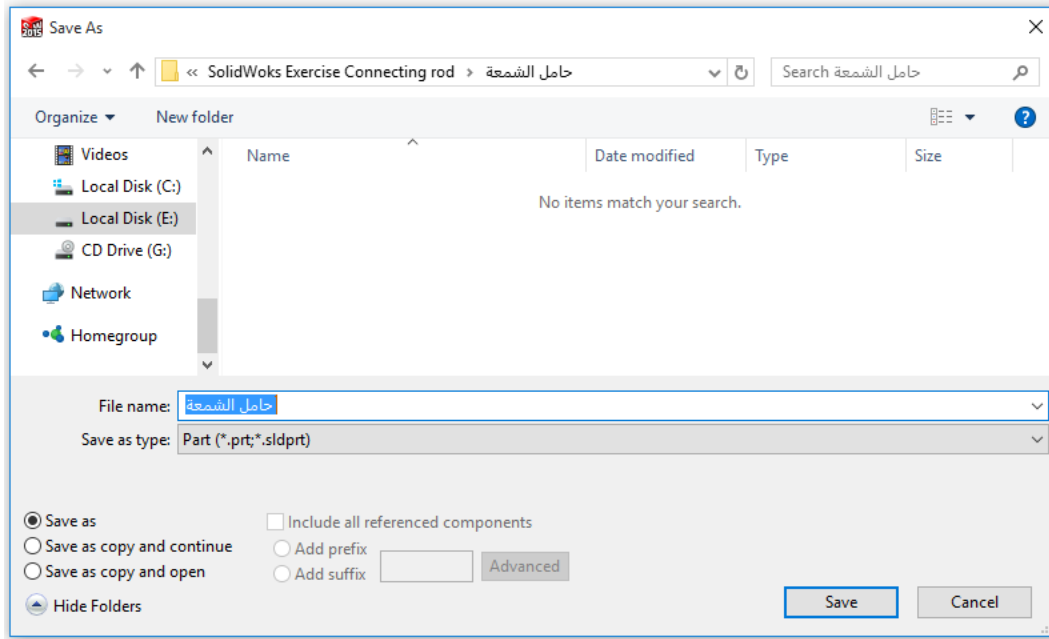 Save As
« SolidWoks Exercise Connecting rod › حامل الشمعة
Search حامل الشمعة
Organize
New folder
?
Name
Date modified
Type
Size
Videos
Local Disk (C:)
Local Disk (E:)
CD Drive (G:)
Network
Homegroup
No items match your search.
File name: حامل الشمعة
Save as type: Part (*.prt;*.sldprt)
Save as
Save as copy and continue
Save as copy and open
Include all referenced components
Add prefix
Add suffix
Advanced
Hide Folders
Save
Cancel